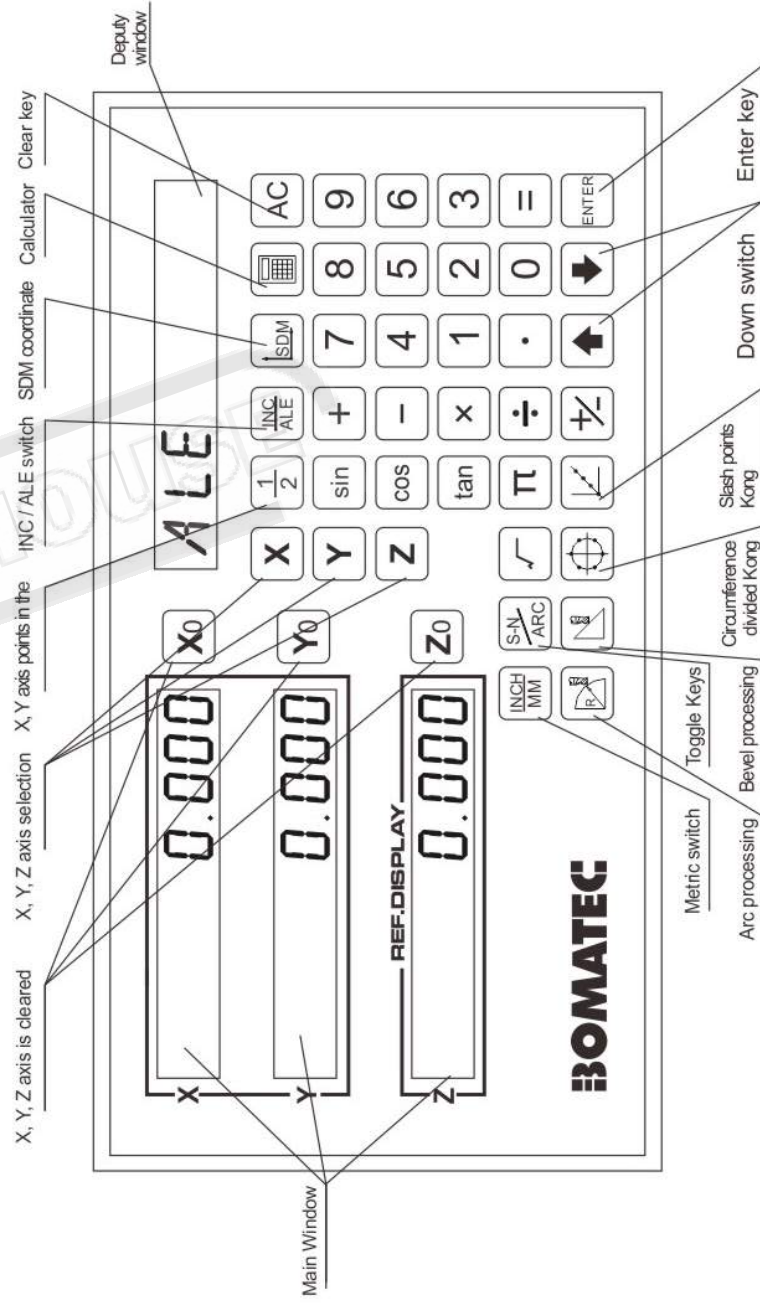 X, Y, Z axis is cleared
X, Y, Z axis selection
X, Y axis points in the
INC / ALE switch
SDM coordinate
Calculator
Clear key
Deputy
window
Main Window
X
0.000
X0
ALE
Y
0.000
Y0
REF.DISPLAY
Z
0.000
Z0
X
1
2
INC
ALE
SDM
AC
Y
sin
+
7
8
9
Z
cos
−
4
5
6
tan
×
1
2
3
INCH
MM
S-N
ARC
√
π
÷
.
0
=
R
+/−
ENTER
BOMATEC
HOUSE
Metric switch
Toggle Keys
Arc processing
Bevel processing
Circumference
divided Kong
Slash points
Kong
Down switch
Enter key